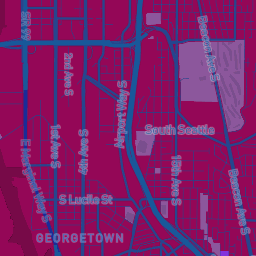 SR 99
2nd Ave S
Beacon Ave S
Airport Way S
1st Ave S
4th Ave S
South Seattle
E Marginal Way S
15th Ave S
Beacon Ave S
S Lucile St
GEORGETOWN